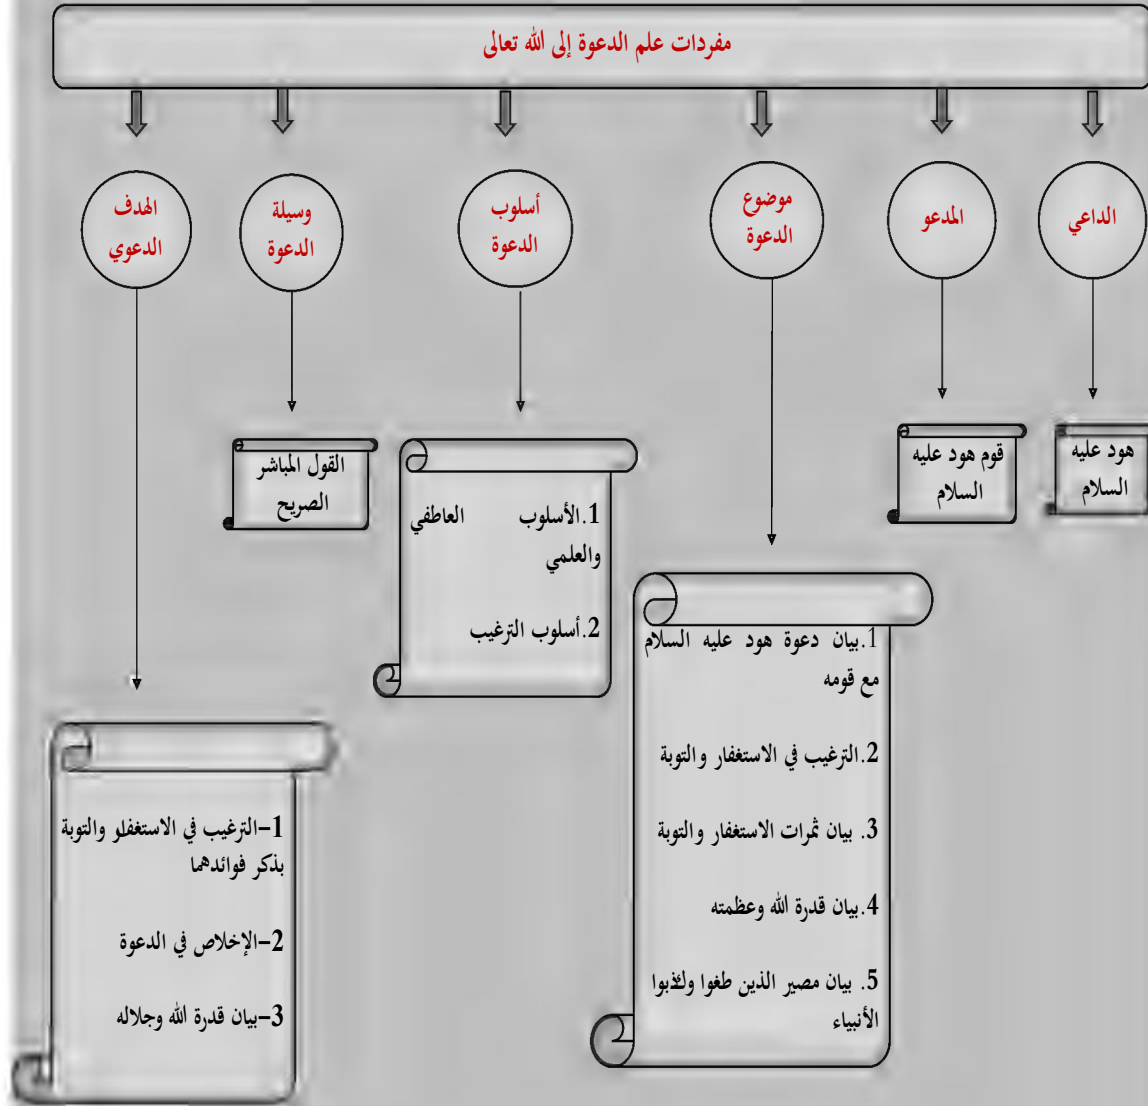 مفردات علم الدعوة إلى الله تعالى
الداعي
المدعو
موضوع
الدعوة
أسلوب
الدعوة
وسيلة
الدعوة
الهدف
الدعوي
هود عليه
السلام
قوم هود عليه
السلام
1.بيان دعوة هود عليه السلام
مع قومه
2.الترغيب في الاستغفار والتوبة
3. بيان ثمرات الاستغفار والتوبة
4.بيان قدرة الله وعظمته
5. بيان مصير الذين طغوا وكذبوا
الأنبياء
1.الأسلوب العاطفي
والعلمي
2.أسلوب الترغيب
القول المباشر
الصريح
1-الترغيب في الاستغفار والتوبة
بذكر فوائدهما
2-الإخلاص في الدعوة
3-بيان قدرة الله وجلاله